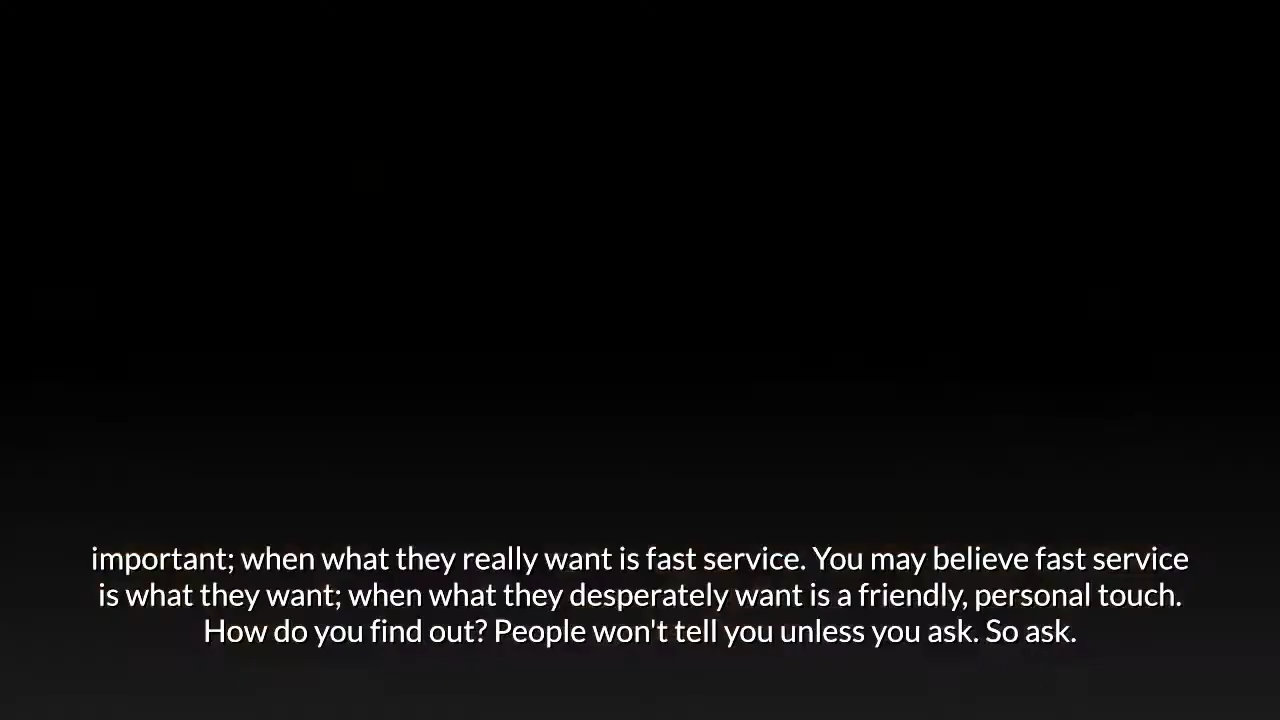 important; when what they really want is fast service. You may believe fast service
is what they want; when what they desperately want is a friendly, personal touch.
How do you find out? People won't tell you unless you ask. So ask.